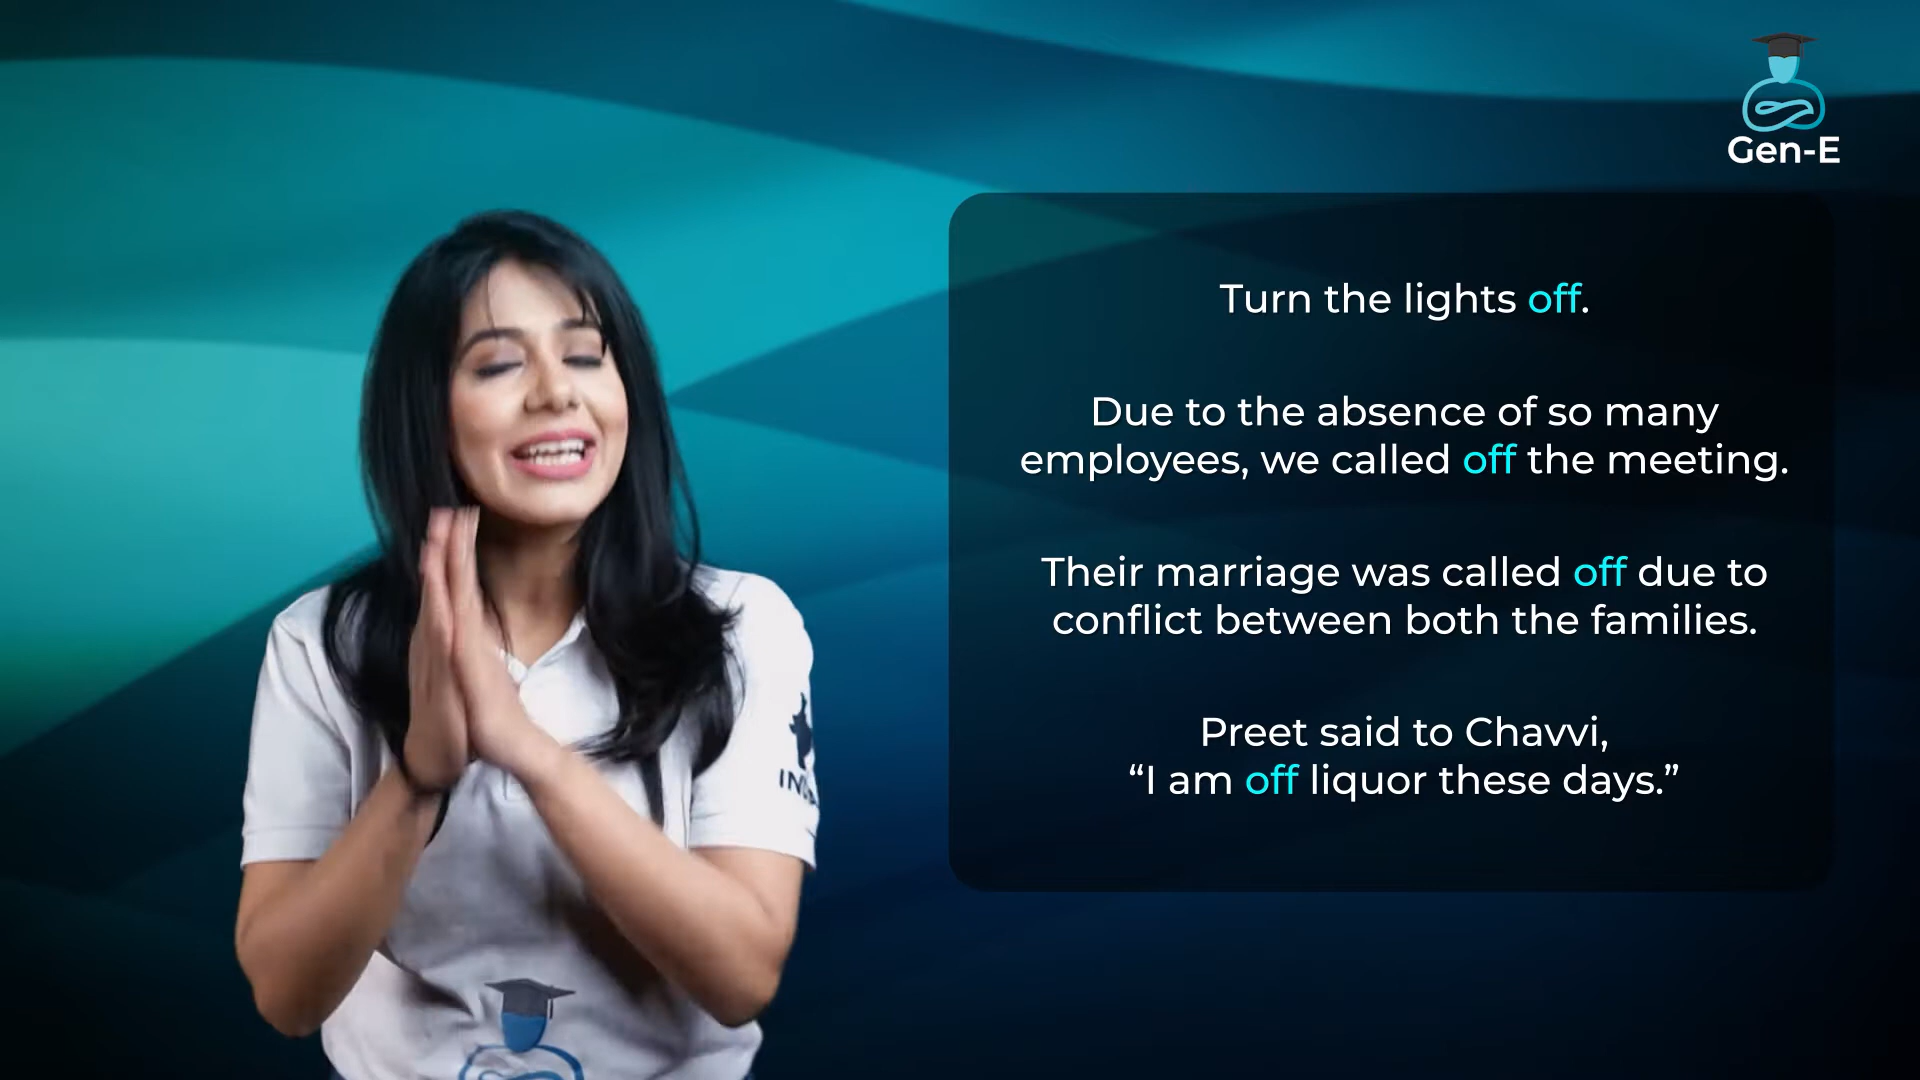 Gen-E
Turn the lights off.
Due to the absence of so many
employees, we called off the meeting.
Their marriage was called off due to
conflict between both the families.
Preet said to Chavvi,
“I am off liquor these days.”